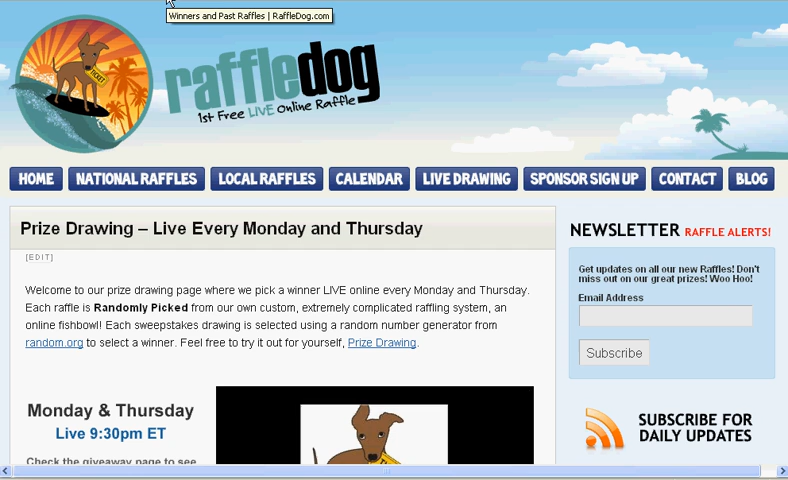 Winners and Past Raffles | RaffleDog.com
TICKET
raffledog
1st Free LIVE Online Raffle
HOME
NATIONAL RAFFLES
LOCAL RAFFLES
CALENDAR
LIVE DRAWING
SPONSOR SIGN UP
CONTACT
BLOG
Prize Drawing – Live Every Monday and Thursday
[EDIT]
Welcome to our prize drawing page where we pick a winner LIVE online every Monday and Thursday.
Each raffle is Randomly Picked from our own custom, extremely complicated raffling system, an
online fishbowl! Each sweepstakes drawing is selected using a random number generator from
random.org to select a winner. Feel free to try it out for yourself, Prize Drawing.
Monday & Thursday
Live 9:30pm ET
Check the giveaway page to see
NEWSLETTER RAFFLE ALERTS!
Get updates on all our new Raffles! Don't
miss out on our great prizes! Woo Hoo!
Email Address
Subscribe
SUBSCRIBE FOR
DAILY UPDATES